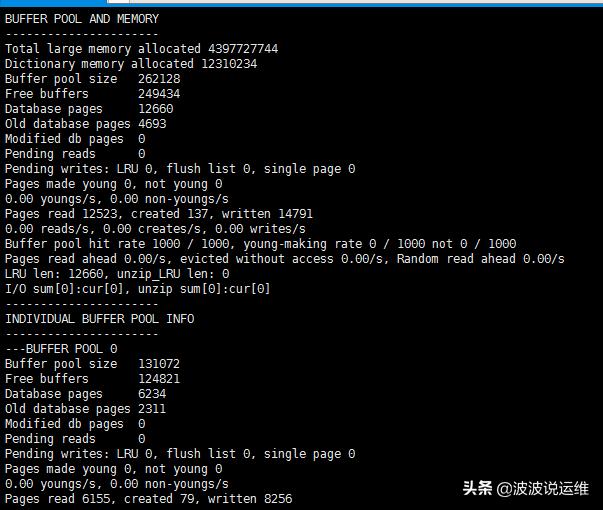 BUFFER POOL AND MEMORY
----------------------
Total large memory allocated 4397727744
Dictionary memory allocated 12310234
Buffer pool size   262128
Free buffers       249434
Database pages     12660
Old database pages 4693
Modified db pages  0
Pending reads      0
Pending writes: LRU 0, flush list 0, single page 0
Pages made young 0, not young 0
0.00 youngs/s, 0.00 non-youngs/s
Pages read 12523, created 137, written 14791
0.00 reads/s, 0.00 creates/s, 0.00 writes/s
Buffer pool hit rate 1000 / 1000, young-making rate 0 / 1000 not 0 / 1000
Pages read ahead 0.00/s, evicted without access 0.00/s, Random read ahead 0.00/s
LRU len: 12660, unzip_LRU len: 0
I/O sum[0]:cur[0], unzip sum[0]:cur[0]
----------------------
INDIVIDUAL BUFFER POOL INFO
----------------------
---BUFFER POOL 0
Buffer pool size   131072
Free buffers       124821
Database pages     6234
Old database pages 2311
Modified db pages  0
Pending reads      0
Pending writes: LRU 0, flush list 0, single page 0
Pages made young 0, not young 0
0.00 youngs/s, 0.00 non-youngs/s
Pages read 6155, created 79, written 8256
头条 @波波说运维